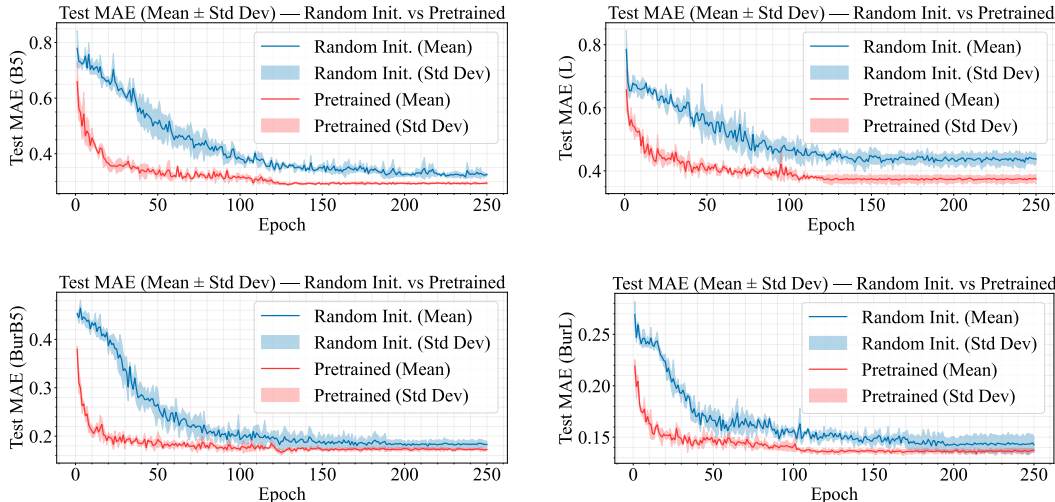 Test MAE (Mean ± Std Dev) — Random Init. vs Pretrained
Test MAE (B5)
0.8
0.6
0.4
Random Init. (Mean)
Random Init. (Std Dev)
Pretrained (Mean)
Pretrained (Std Dev)
0 50 100 150 200 250
Epoch
Test MAE (Mean ± Std Dev) — Random Init. vs Pretrained
Test MAE (L)
0.8
0.6
0.4
Random Init. (Mean)
Random Init. (Std Dev)
Pretrained (Mean)
Pretrained (Std Dev)
0 50 100 150 200 250
Epoch
Test MAE (Mean ± Std Dev) — Random Init. vs Pretrained
Test MAE (BurB5)
0.4
0.3
0.2
Random Init. (Mean)
Random Init. (Std Dev)
Pretrained (Mean)
Pretrained (Std Dev)
0 50 100 150 200 250
Epoch
Test MAE (Mean ± Std Dev) — Random Init. vs Pretrained
Test MAE (BurL)
0.25
0.20
0.15
Random Init. (Mean)
Random Init. (Std Dev)
Pretrained (Mean)
Pretrained (Std Dev)
0 50 100 150 200 250
Epoch